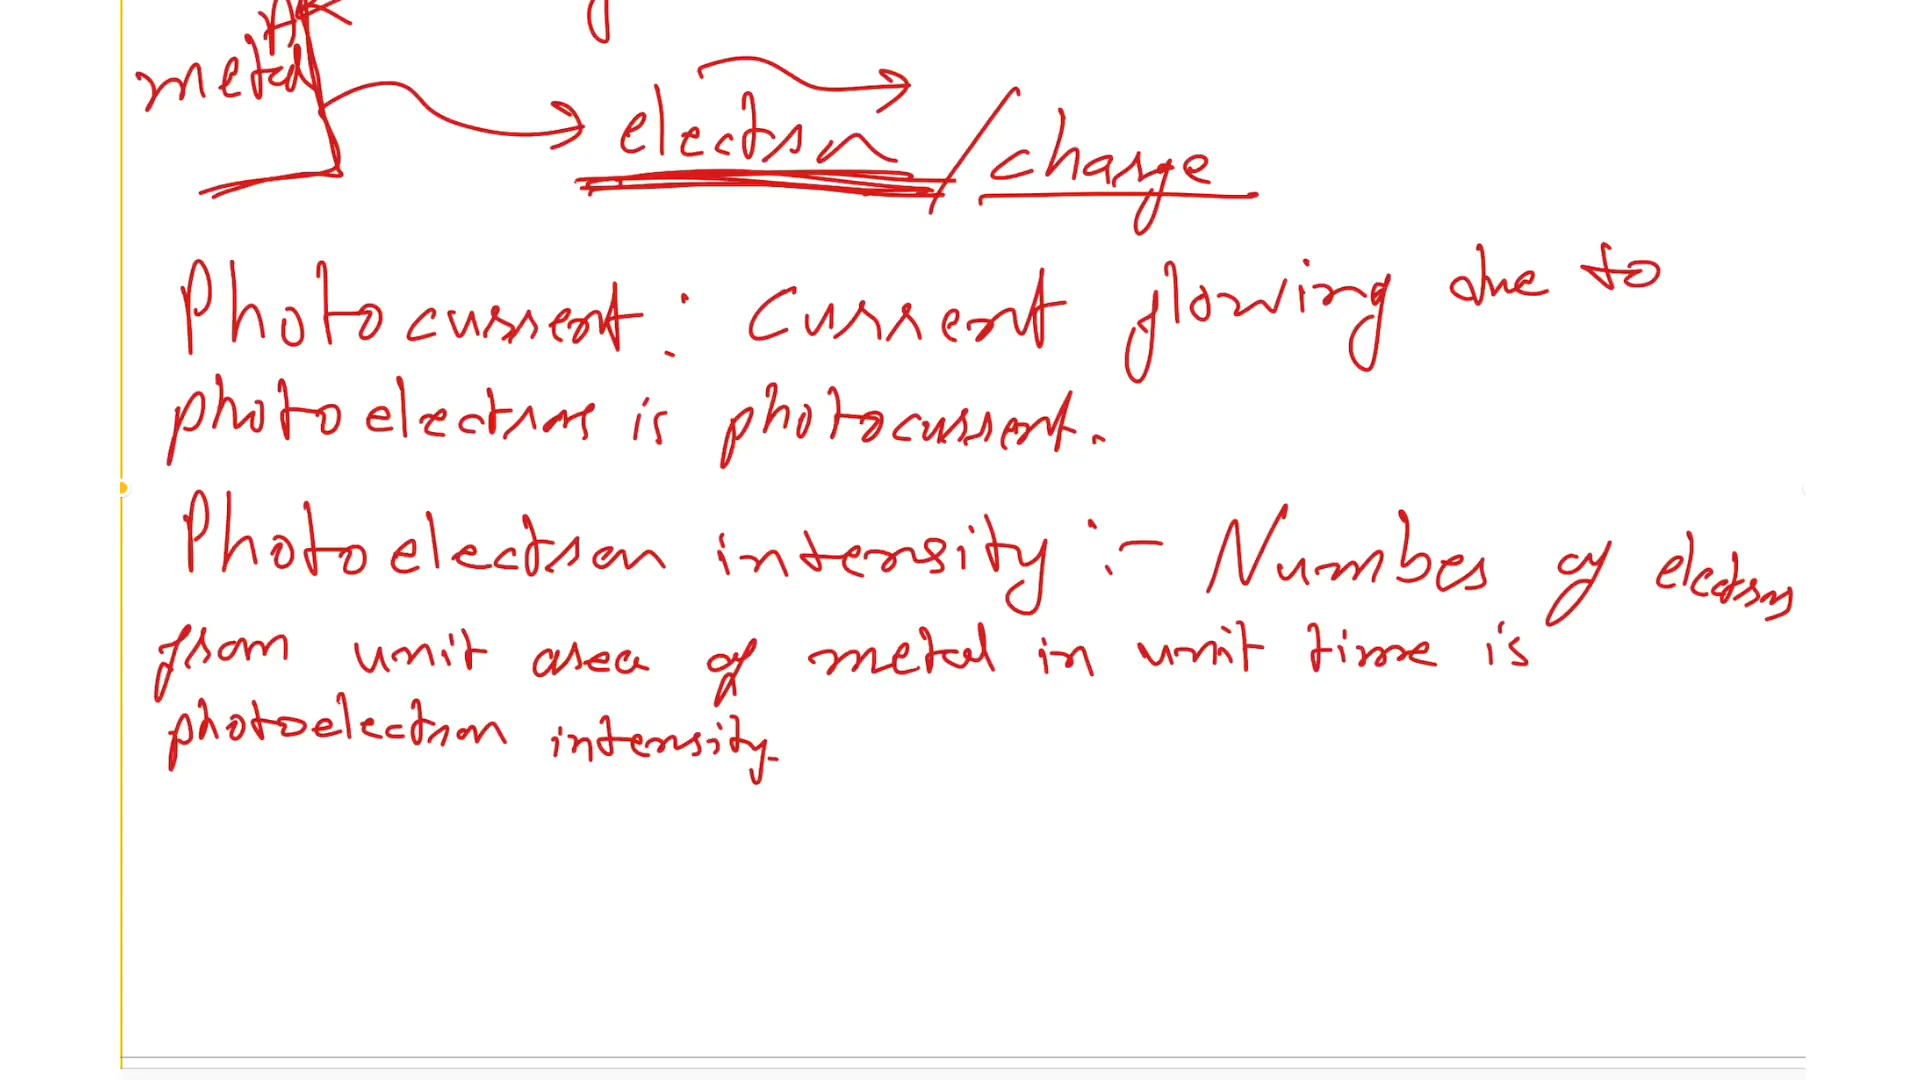 metal
electron / charge
Photocurrent : Current flowing due to
photoelectrons is photocurrent.
Photoelectron intensity :- Number of electrons
from unit area of metal in unit time is
photoelectron intensity.